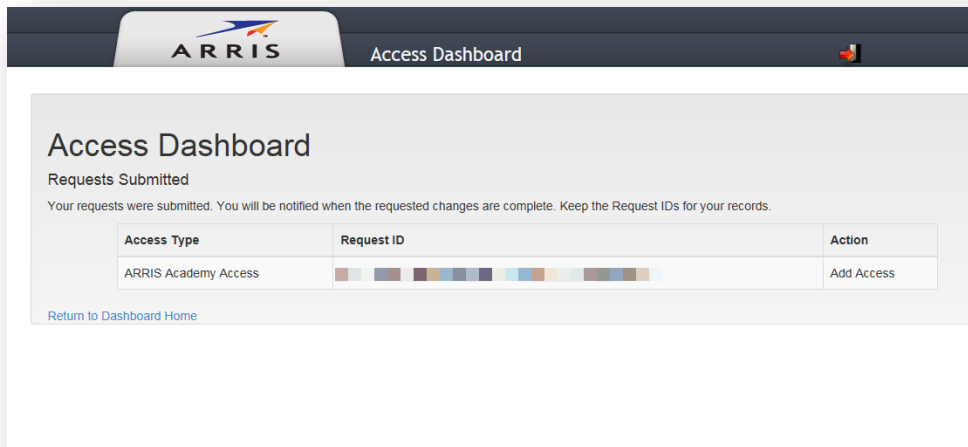 ARRIS
Access Dashboard
Access Dashboard
Requests Submitted
Your requests were submitted. You will be notified when the requested changes are complete. Keep the Request IDs for your records.
Access Type Request ID Action
ARRIS Academy Access Add Access
Return to Dashboard Home